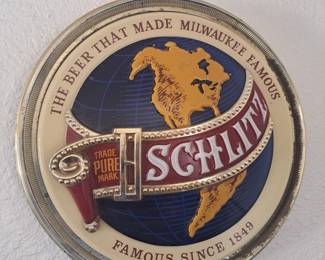 THE BEER THAT MADE MILWAUKEE FAMOUS
TRADE
PURE
MARK
SCHLITZ
FAMOUS SINCE 1849